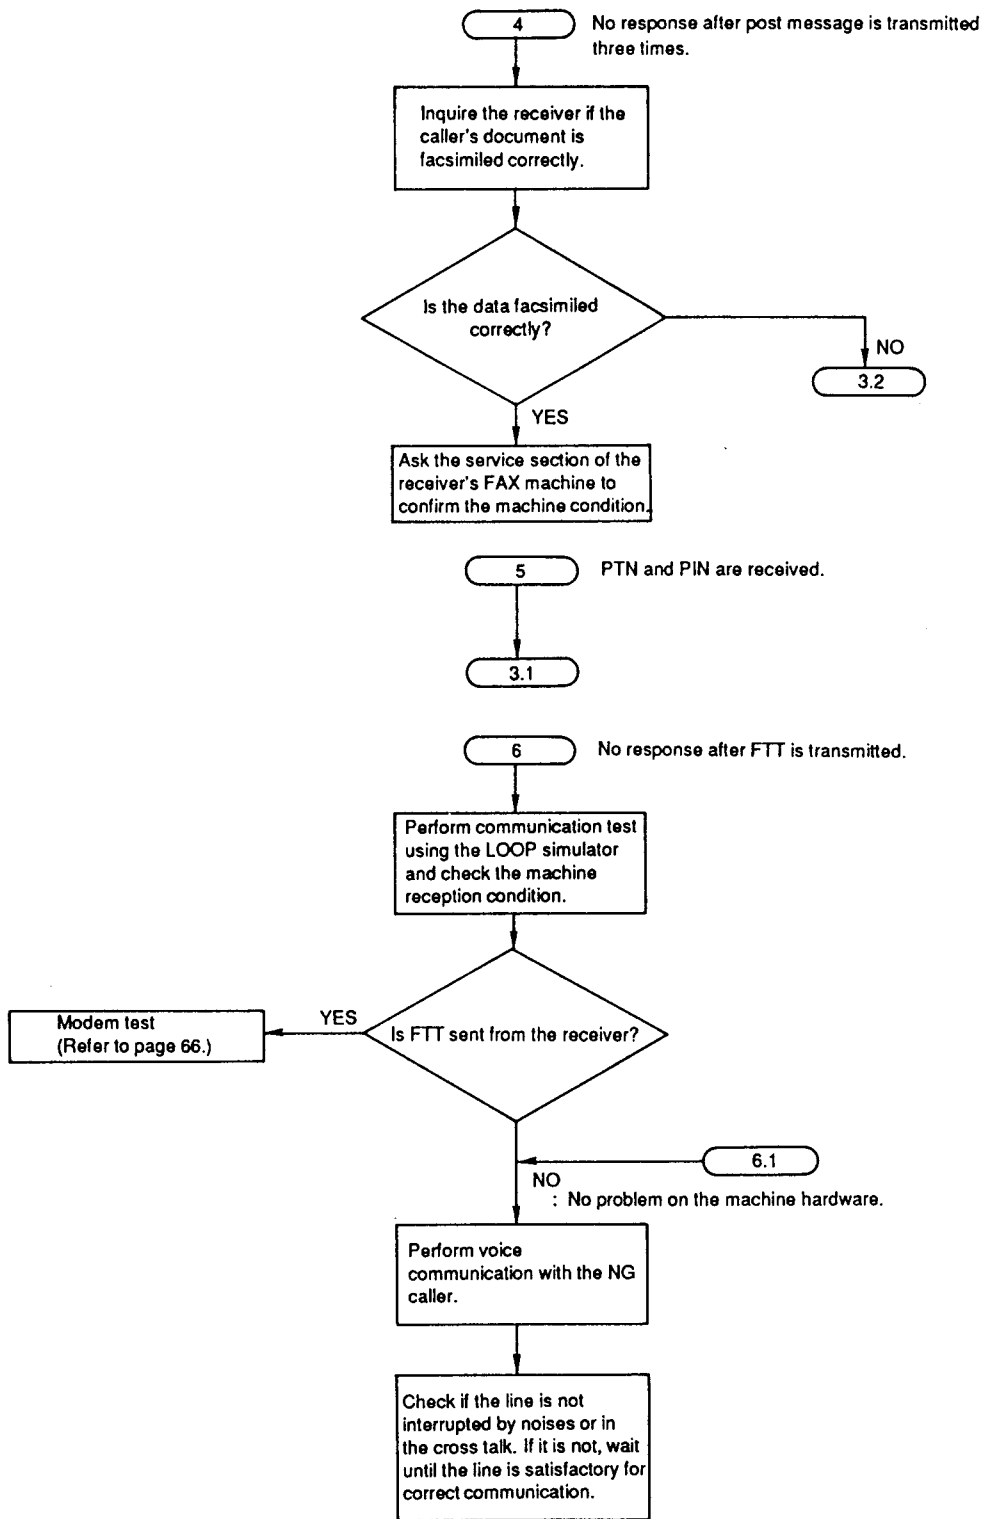 4
No response after post message is transmitted
three times.
Inquire the receiver if the
caller's document is
facsimiled correctly.
Is the data facsimiled
correctly?
NO
3.2
YES
Ask the service section of the
receiver's FAX machine to
confirm the machine condition.
5
PTN and PIN are received.
3.1
6
No response after FTT is transmitted.
Perform communication test
using the LOOP simulator
and check the machine
reception condition.
Is FTT sent from the receiver?
YES
Modem test
(Refer to page 66.)
6.1
NO
: No problem on the machine hardware.
Perform voice
communication with the NG
caller.
Check if the line is not
interrupted by noises or in
the cross talk. If it is not, wait
until the line is satisfactory for
correct communication.